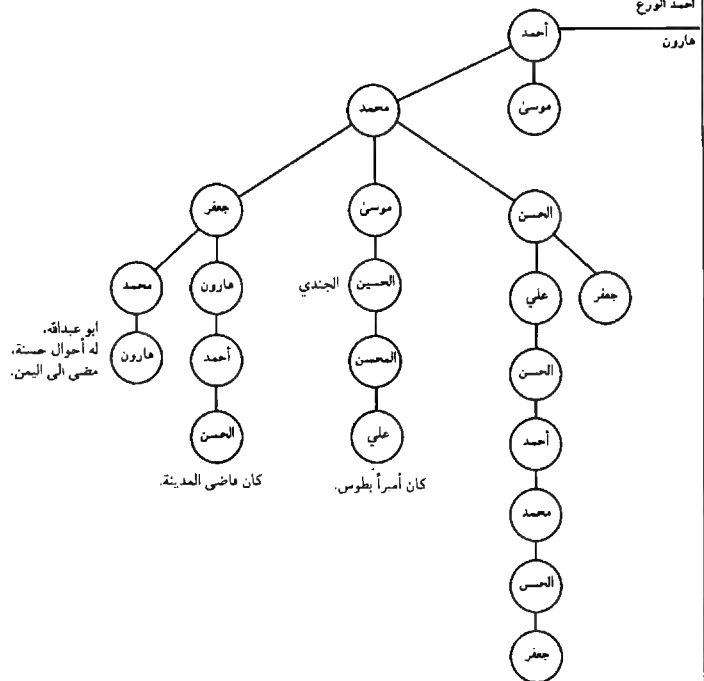 أحمد الورع
هارون
أحمد
موسىٰ
محمد
جعفر
موسىٰ
الحسن
محمد
هارون
الحسين
الجندي
علي
جعفر
ابو عبدالله،
له أحوال حسنة،
مضى الى اليمن.
هارون
أحمد
المحسن
الحسن
الحسن
كان قاضي المدينة.
علي
كان أميراً بطوس.
أحمد
محمد
الحسن
جعفر